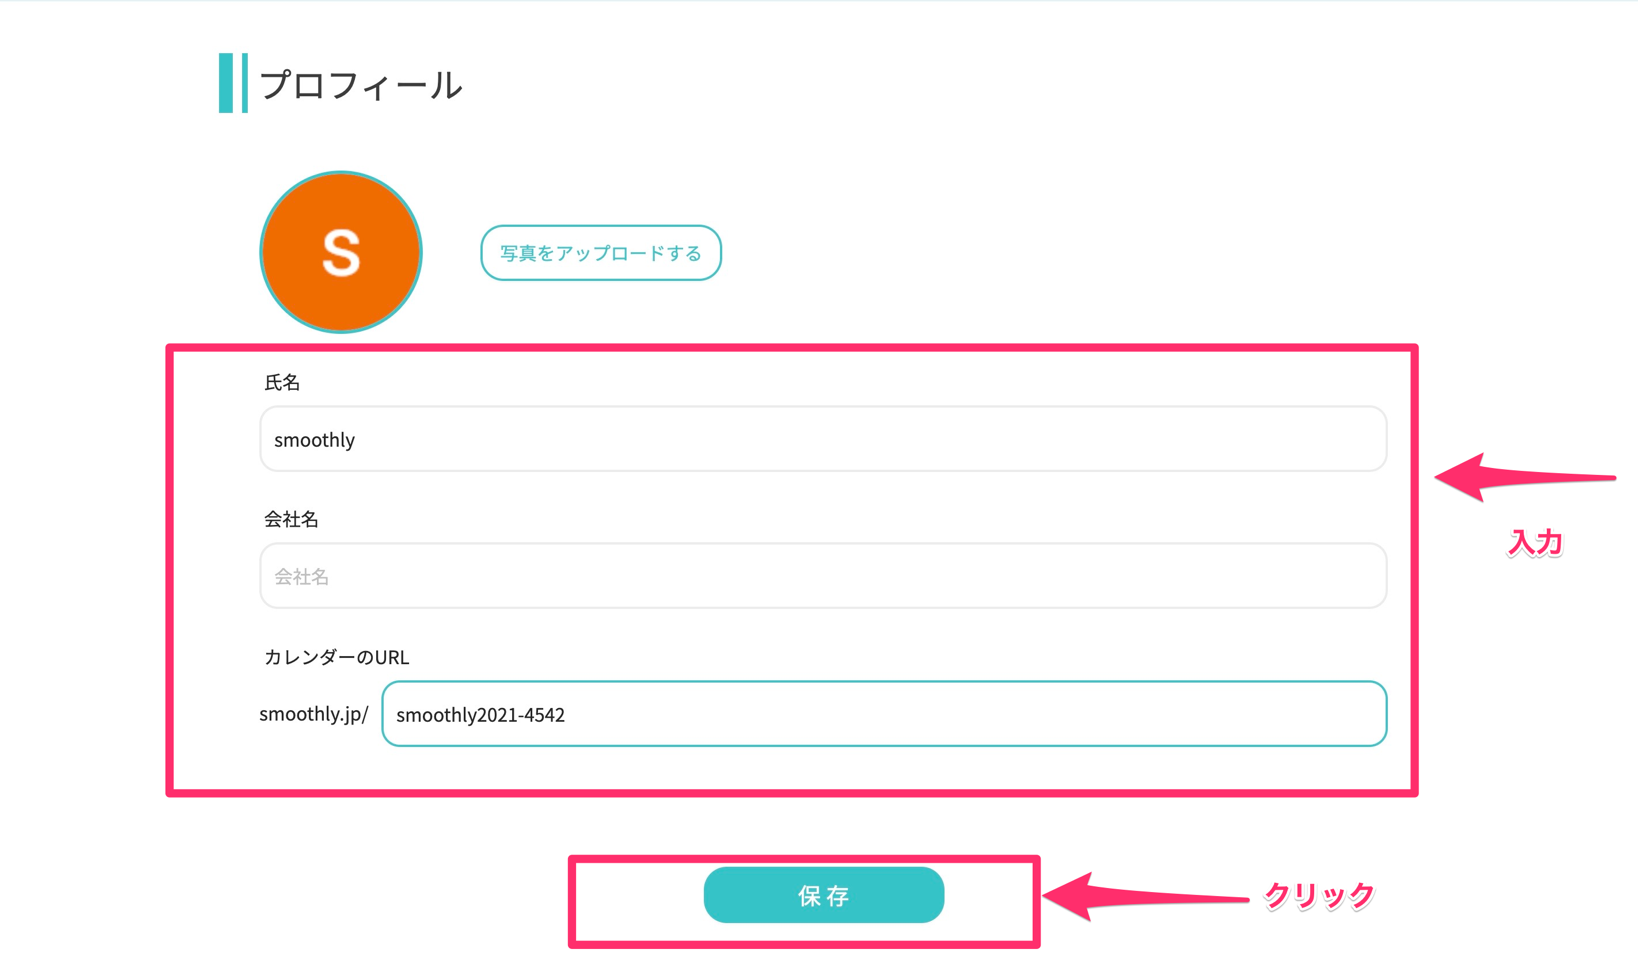 プロフィール
S
写真をアップロードする
氏名
smoothly
会社名
会社名
カレンダーのURL
smoothly.jp/ smoothly2021-4542
入力
保存
クリック